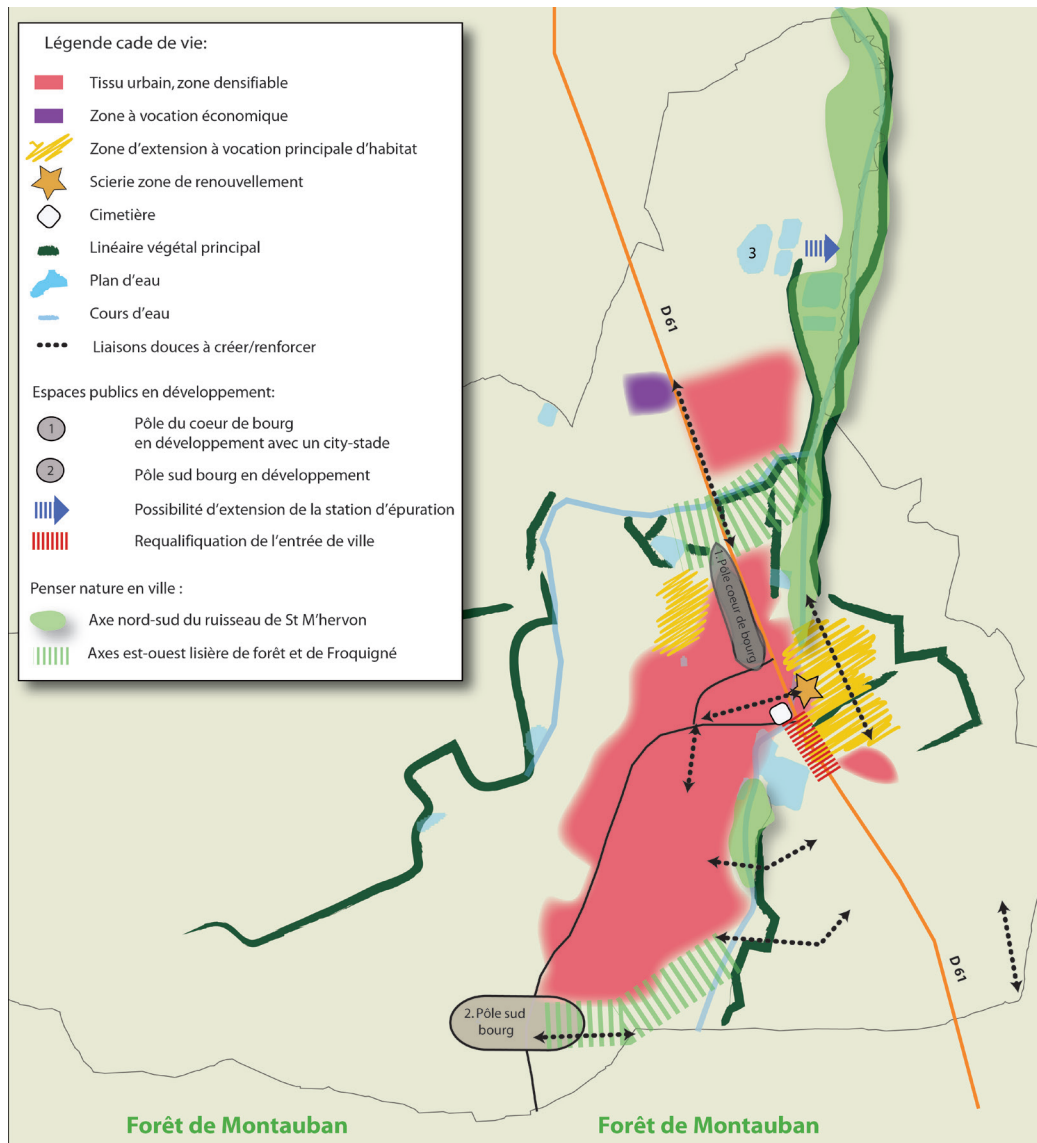 Légende cade de vie:
Tissu urbain, zone densifiable
Zone à vocation économique
Zone d'extension à vocation principale d'habitat
Scierie zone de renouvellement
Cimetière
Linéaire végétal principal
Plan d'eau
Cours d'eau
Liaisons douces à créer/renforcer
Espaces publics en développement:
1
Pôle du coeur de bourg
en développement avec un city-stade
2
Pôle sud bourg en développement
Possibilité d'extension de la station d'épuration
Requalifiquation de l'entrée de ville
Penser nature en ville :
Axe nord-sud du ruisseau de St M'hervon
Axes est-ouest lisière de forêt et de Froquigné
3
D 61
1. Pôle coeur de bourg
D 61
2. Pôle sud
bourg
Forêt de Montauban
Forêt de Montauban